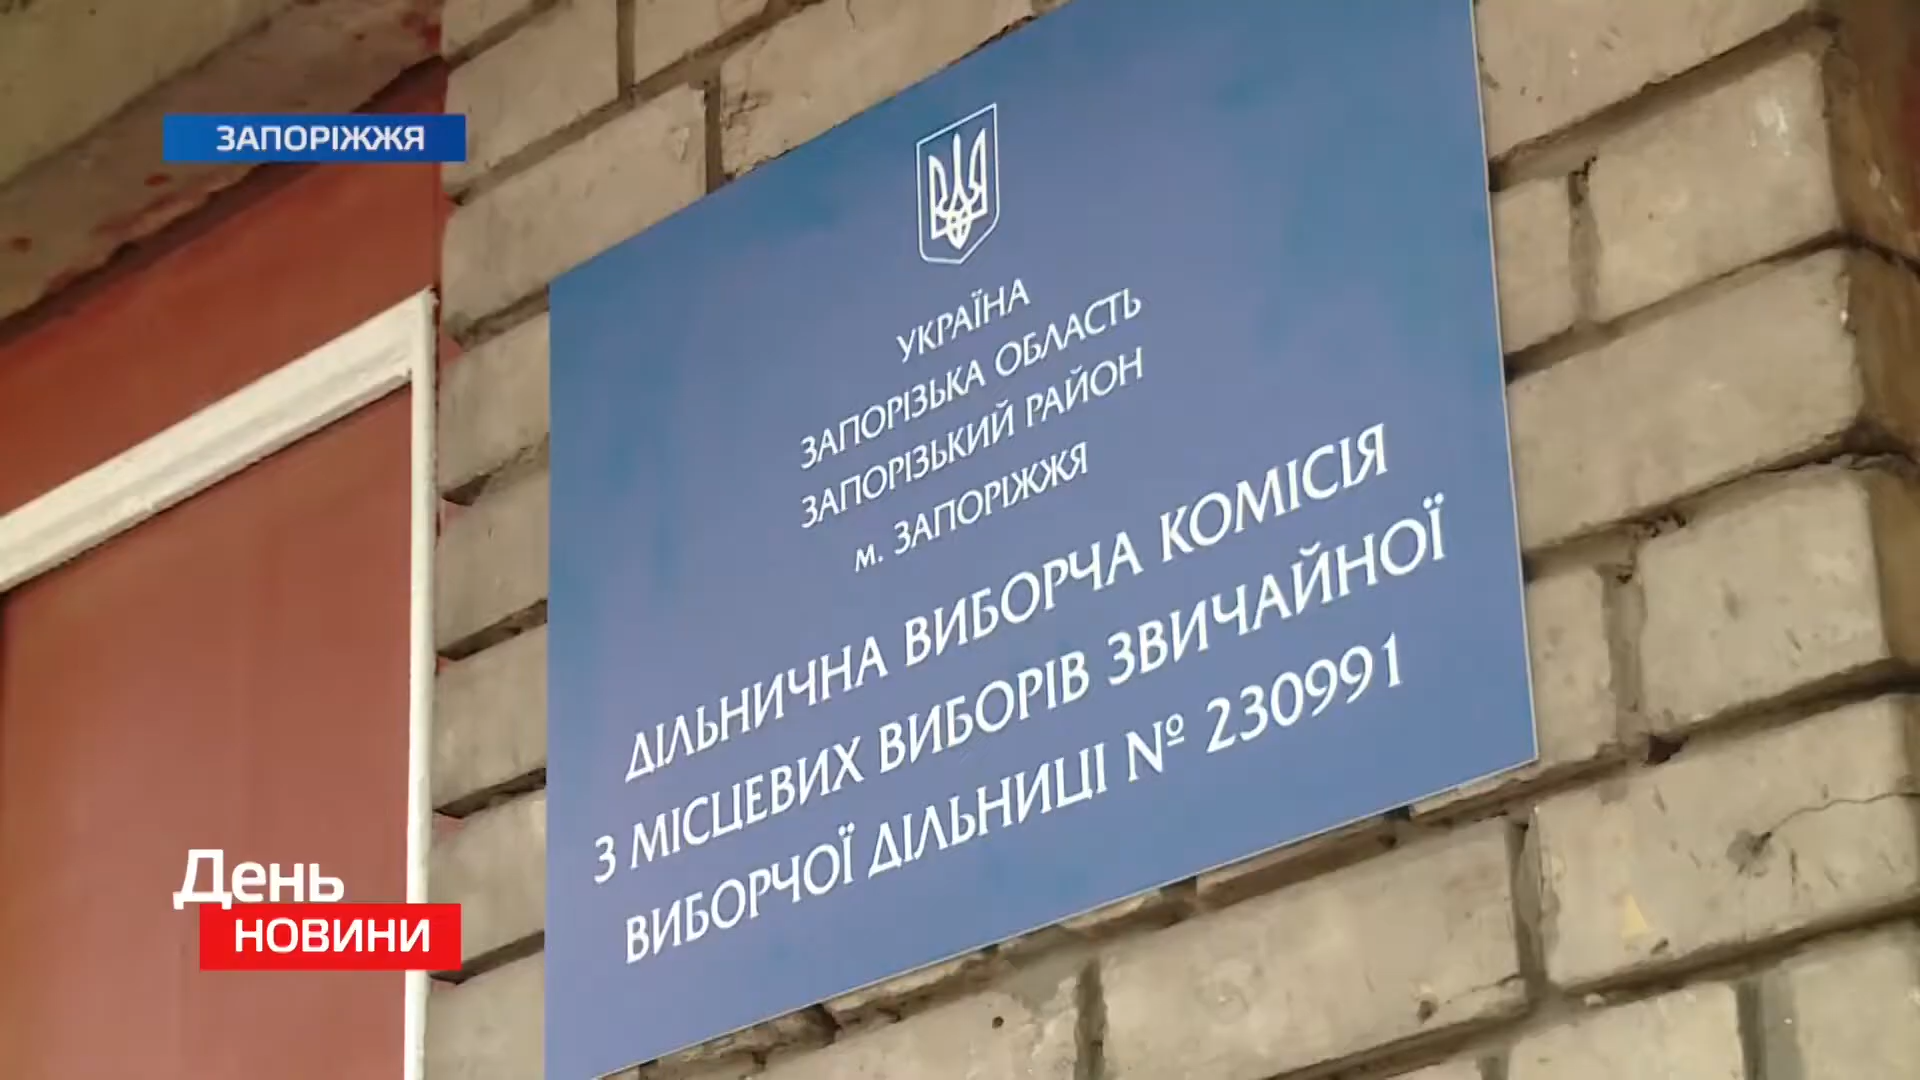 ЗАПОРІЖЖЯ
УКРАЇНА
ЗАПОРІЗЬКА ОБЛАСТЬ
ЗАПОРІЗЬКИЙ РАЙОН
м. ЗАПОРІЖЖЯ
ДІЛЬНИЧНА ВИБОРЧА КОМІСІЯ
З МІСЦЕВИХ ВИБОРІВ ЗВИЧАЙНОЇ
ВИБОРЧОЇ ДІЛЬНИЦІ № 230991
День
НОВИНИ